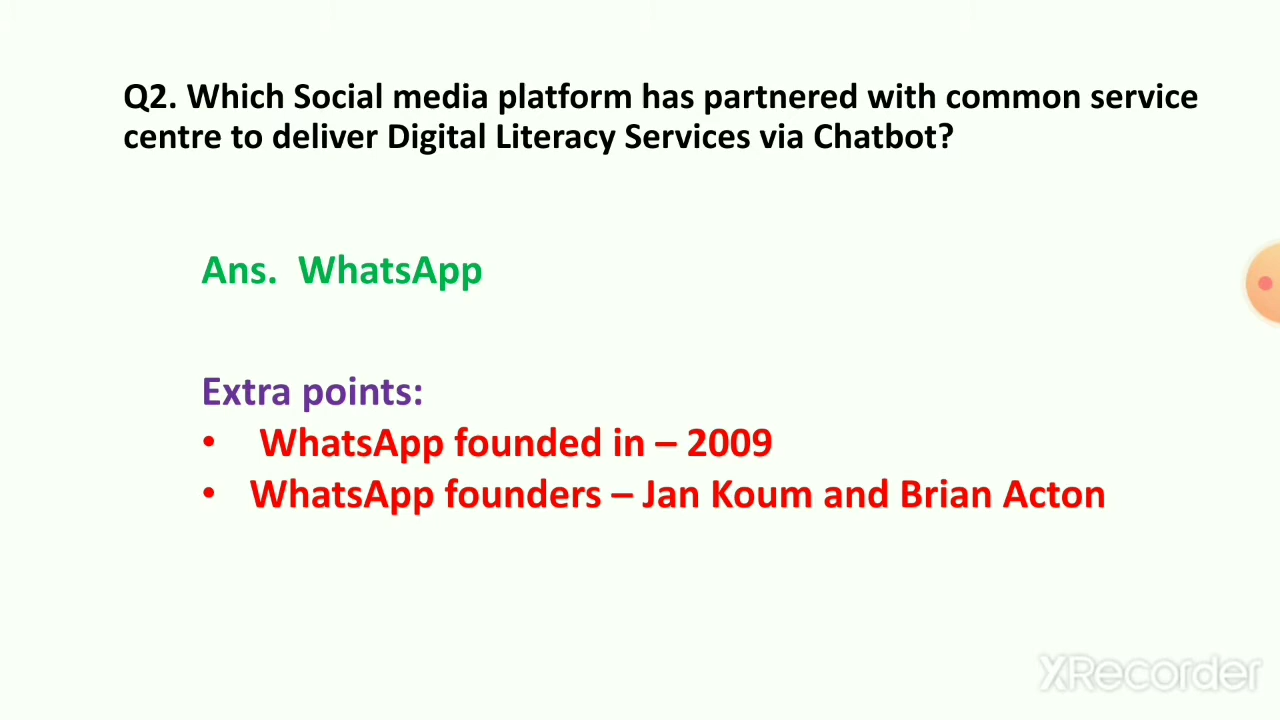 Q2. Which Social media platform has partnered with common service
centre to deliver Digital Literacy Services via Chatbot?
Ans. WhatsApp
Extra points:
• WhatsApp founded in – 2009
• WhatsApp founders – Jan Koum and Brian Acton
XRecorder